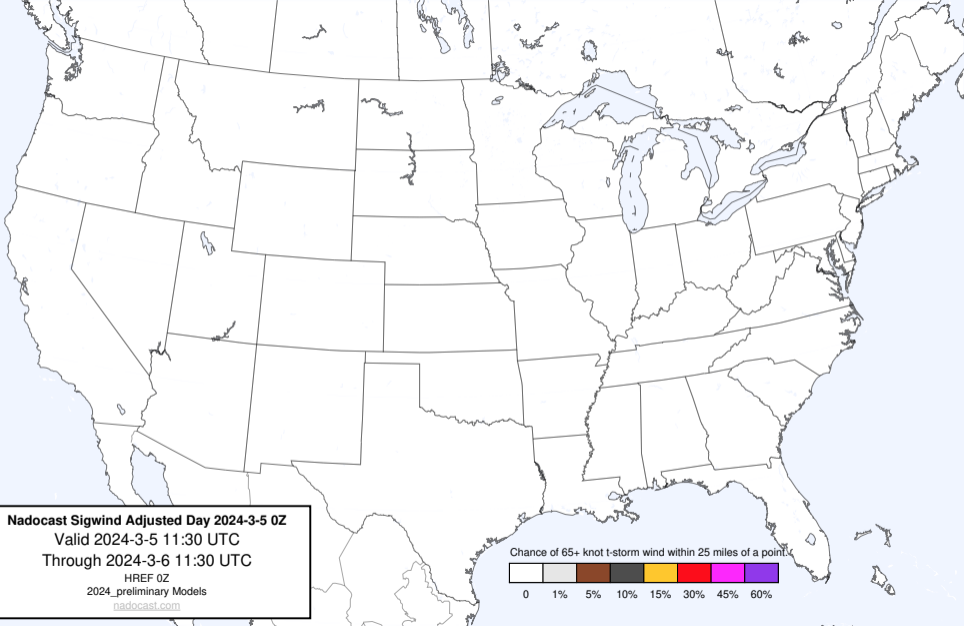 Nadocast Sigwind Adjusted Day 2024-3-5 0Z
Valid 2024-3-5 11:30 UTC
Through 2024-3-6 11:30 UTC
HREF 0Z
2024_preliminary Models
nadocast.com
Chance of 65+ knot t-storm wind within 25 miles of a point.
0 1% 5% 10% 15% 30% 45% 60%